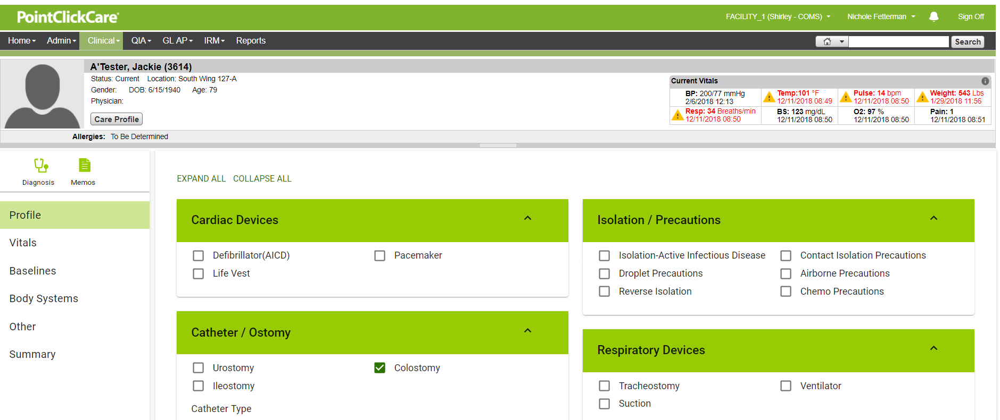 PointClickCare®
FACILITY_1 (Shirley - COMS)
Nichole Fetterman
Sign Off
Home
Admin
Clinical
QIA
GL AP
IRM
Reports
Search
A'Tester, Jackie (3614)
Status: Current Location: South Wing 127-A
Gender: DOB: 6/15/1940 Age: 79
Physician:
Care Profile
Current Vitals
BP: 200/77 mmHg
2/6/2018 12:13
Temp:101 °F
12/11/2018 08:49
Pulse: 14 bpm
12/11/2018 08:50
Weight: 543 Lbs
1/29/2018 11:56
Resp: 34 Breaths/min
12/11/2018 08:50
BS: 123 mg/dL
12/11/2018 08:50
O2: 97 %
12/11/2018 08:50
Pain: 1
12/11/2018 08:51
Allergies: To Be Determined
Diagnosis
Memos
Profile
Vitals
Baselines
Body Systems
Other
Summary
EXPAND ALL COLLAPSE ALL
Cardiac Devices
Defibrillator(AICD)
Pacemaker
Life Vest
Catheter / Ostomy
Urostomy
Colostomy
Ileostomy
Catheter Type
Isolation / Precautions
Isolation-Active Infectious Disease
Contact Isolation Precautions
Droplet Precautions
Airborne Precautions
Reverse Isolation
Chemo Precautions
Respiratory Devices
Tracheostomy
Ventilator
Suction